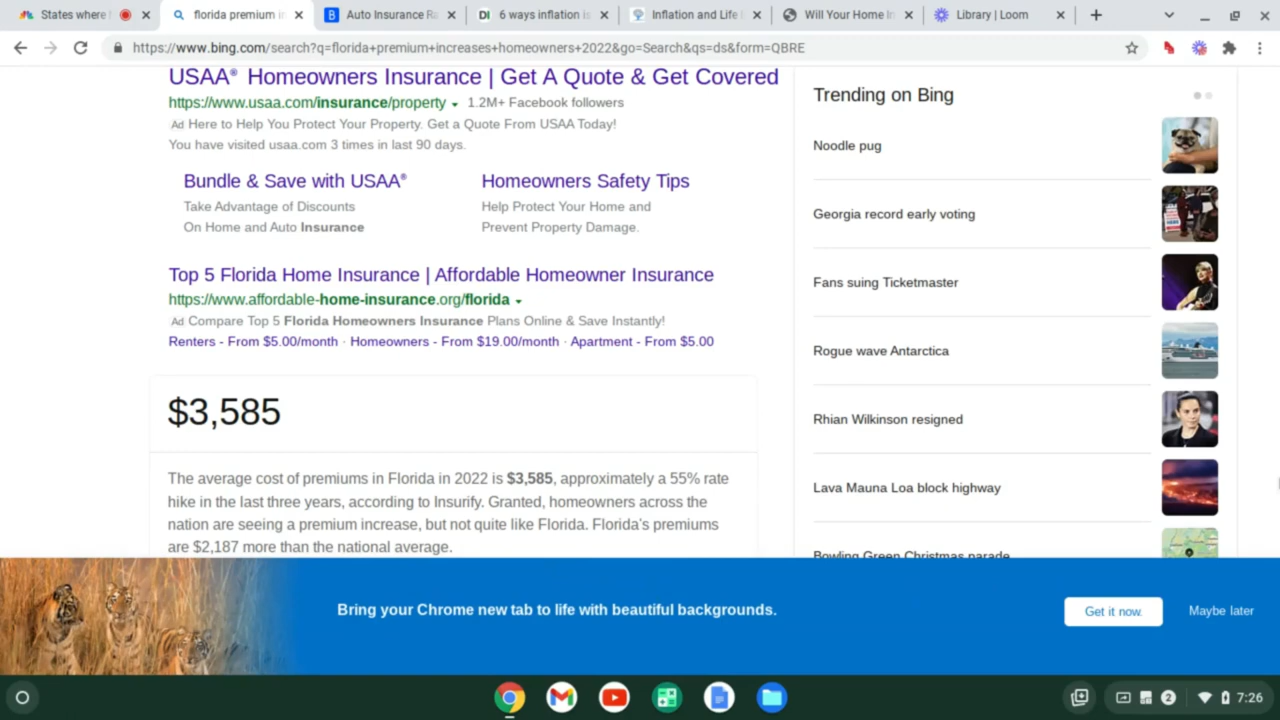 States where
florida premium in
Auto Insurance Ra
6 ways inflation is
Inflation and Life
Will Your Home In
Library | Loom
https://www.bing.com/search?q=florida+premium+increases+homeowners+2022&go=Search&qs=ds&form=QBRE
USAA® Homeowners Insurance | Get A Quote & Get Covered
https://www.usaa.com/insurance/property 1.2M+ Facebook followers
Ad Here to Help You Protect Your Property. Get a Quote From USAA Today!
You have visited usaa.com 3 times in last 90 days.
Bundle & Save with USAA®
Take Advantage of Discounts
On Home and Auto Insurance
Homeowners Safety Tips
Help Protect Your Home and
Prevent Property Damage.
Top 5 Florida Home Insurance | Affordable Homeowner Insurance
https://www.affordable-home-insurance.org/florida
Ad Compare Top 5 Florida Homeowners Insurance Plans Online & Save Instantly!
Renters - From $5.00/month · Homeowners - From $19.00/month · Apartment - From $5.00
$3,585
The average cost of premiums in Florida in 2022 is $3,585, approximately a 55% rate
hike in the last three years, according to Insurify. Granted, homeowners across the
nation are seeing a premium increase, but not quite like Florida. Florida's premiums
are $2,187 more than the national average.
Trending on Bing
Noodle pug
Georgia record early voting
Fans suing Ticketmaster
Rogue wave Antarctica
Rhian Wilkinson resigned
Lava Mauna Loa block highway
Bowling Green Christmas parade
Bring your Chrome new tab to life with beautiful backgrounds.
Get it now.
Maybe later
2
7:26